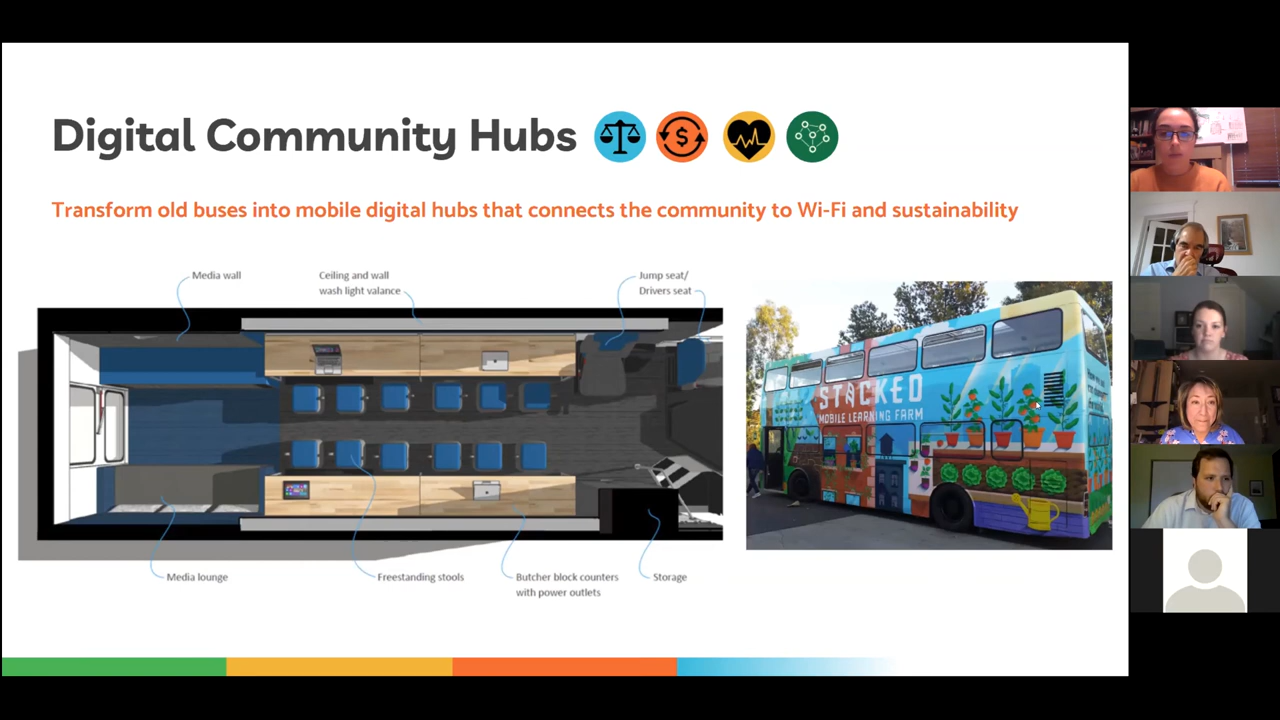 Digital Community Hubs
$
Transform old buses into mobile digital hubs that connects the community to Wi-Fi and sustainability
Media wall
Ceiling and wall
wash light valance
Jump seat/
Drivers seat
STACKED
MOBILE LEARNING FARM
Media lounge
Freestanding stools
Butcher block counters
with power outlets
Storage